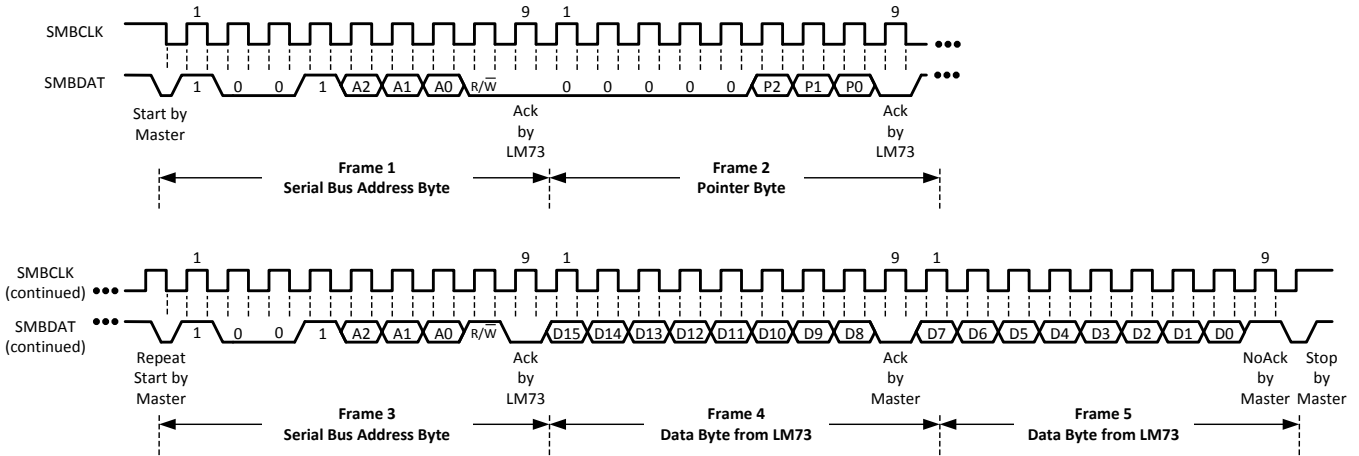 1 9 1 9
SMBCLK
SMBDAT
1 0 0 1 A2 A1 A0 R/W̅ 0 0 0 0 0 P2 P1 P0
Start by
Master
Ack
by
LM73
Ack
by
LM73
Frame 1
Serial Bus Address Byte
Frame 2
Pointer Byte
1 9 1 9 1 9
SMBCLK
(continued)
SMBDAT
(continued)
1 0 0 1 A2 A1 A0 R/W̅ D15 D14 D13 D12 D11 D10 D9 D8 D7 D6 D5 D4 D3 D2 D1 D0
Repeat
Start by
Master
Ack
by
LM73
Ack
by
Master
NoAck
by
Master
Stop
by
Master
Frame 3
Serial Bus Address Byte
Frame 4
Data Byte from LM73
Frame 5
Data Byte from LM73